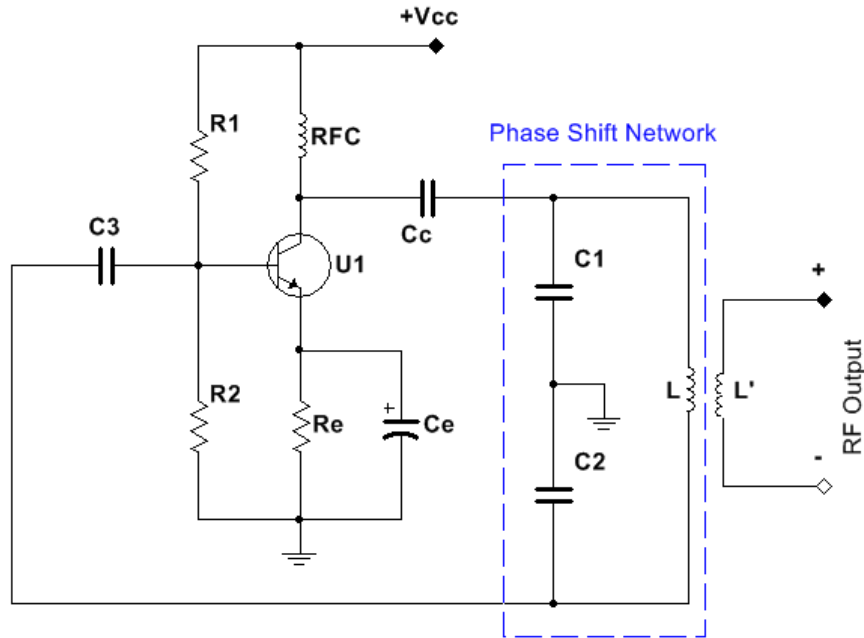 +Vcc
R1
RFC
Phase Shift Network
C3
Cc
U1
C1
+
R2
Re
+
Ce
L
L'
RF Output
C2
-